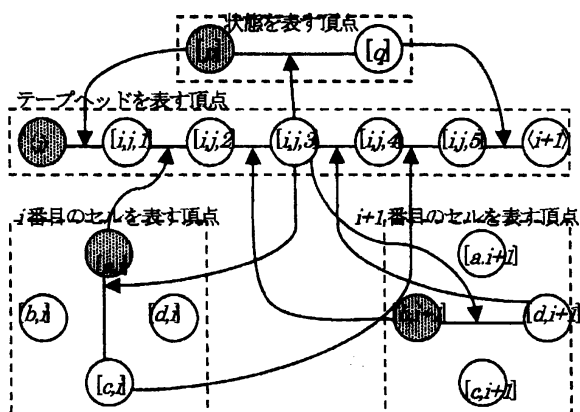 状態を表す頂点
[q]
テープヘッドを表す頂点
[i,j,1] [i,j,2] [i,j,3] [i,j,4] [i,j,5] ⟨i+1⟩
i番目のセルを表す頂点 i+1番目のセルを表す頂点
[a,i+1]
[b,i] [d,i] [d,i+1]
[c,i] [c,i+1]